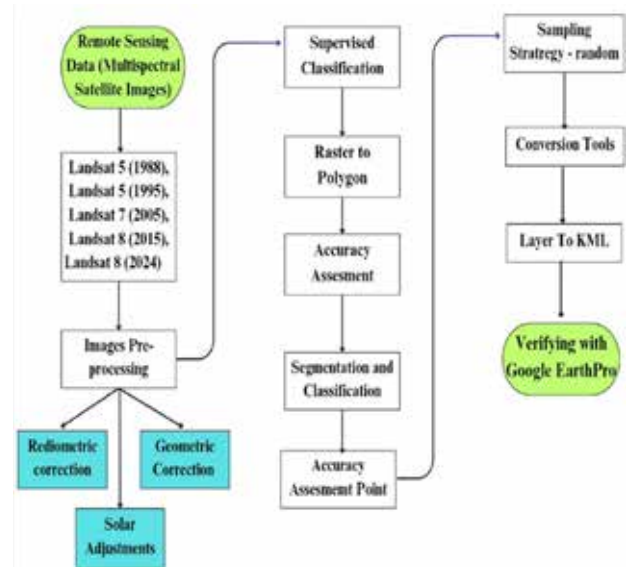 Remote Seusing
Data (Multispectral
Satellite Images)
Landsat 5 (1988),
Landsat 5 (1995),
Landsat 7 (2005),
Landsat 8 (2015),
Landsat 8 (2024)
Images Pre-
processing
Rediometric
correction
Geometric
Correction
Solar
Adjustments
Supervised
Classification
Raster to
Polygon
Accuracy
Assesment
Segmentation and
Classification
Accuracy
Assesment Point
Sampling
Stratregy - random
Conversion Tools
Layer To KML
Verifying with
Google EarthPro